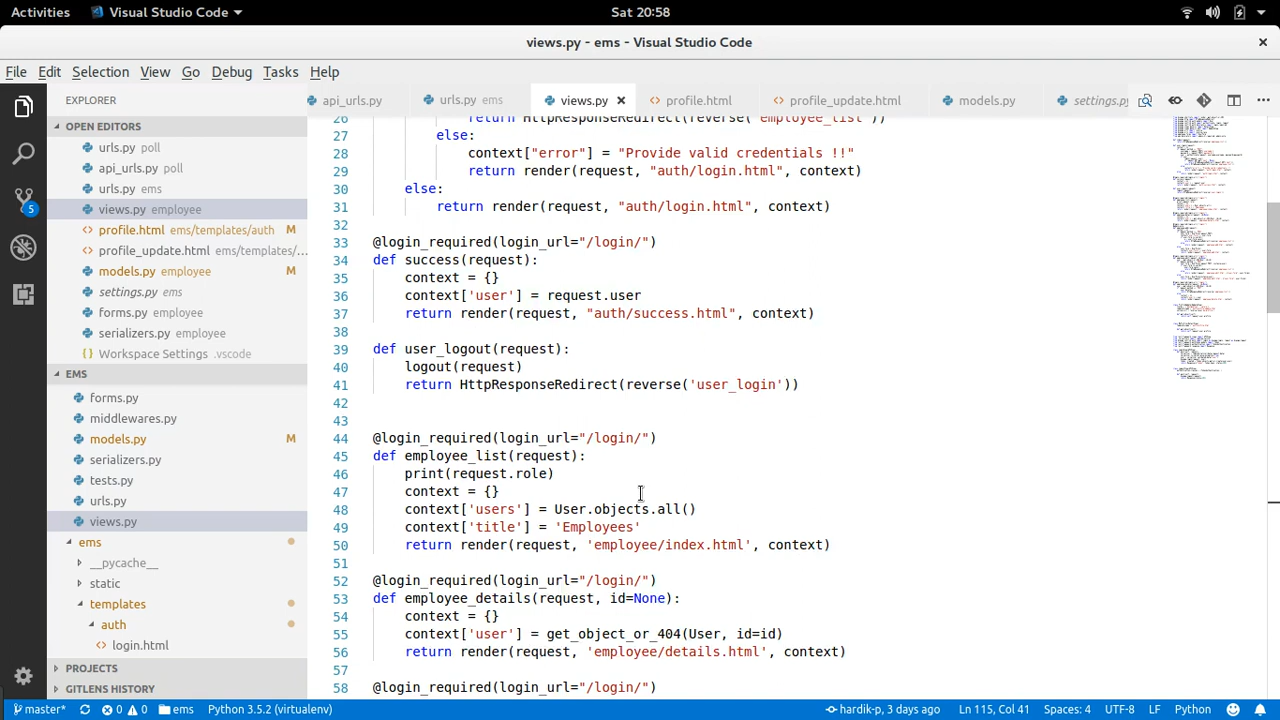 Activities Visual Studio Code Sat 20:58
views.py - ems - Visual Studio Code
File Edit Selection View Go Debug Tasks Help
EXPLORER
OPEN EDITORS
urls.py poll
api_urls.py poll
urls.py ems
views.py employee
profile.html ems/templates/auth M
profile_update.html ems/templates/...
models.py employee M
settings.py ems
forms.py employee
serializers.py employee
Workspace Settings .vscode
EMS
forms.py
middlewares.py
models.py M
serializers.py
tests.py
urls.py
views.py
ems
__pycache__
static
templates
auth
login.html
PROJECTS
GITLENS HISTORY
5
api_urls.py urls.py ems views.py profile.html profile_update.html models.py settings.py
26 return HttpResponseRedirect(reverse('employee_list'))
27 else:
28 context["error"] = "Provide valid credentials !!"
29 return render(request, "auth/login.html", context)
30 else:
31 return render(request, "auth/login.html", context)
32
33 @login_required(login_url="/login/")
34 def success(request):
35 context = {}
36 context['user'] = request.user
37 return render(request, "auth/success.html", context)
38
39 def user_logout(request):
40 logout(request)
41 return HttpResponseRedirect(reverse('user_login'))
42
43
44 @login_required(login_url="/login/")
45 def employee_list(request):
46 print(request.role)
47 context = {}
48 context['users'] = User.objects.all()
49 context['title'] = 'Employees'
50 return render(request, 'employee/index.html', context)
51
52 @login_required(login_url="/login/")
53 def employee_details(request, id=None):
54 context = {}
55 context['user'] = get_object_or_404(User, id=id)
56 return render(request, 'employee/details.html', context)
57
58 @login_required(login_url="/login/")
master* 0 0 ems Python 3.5.2 (virtualenv) hardik-p, 3 days ago Ln 115, Col 41 Spaces: 4 UTF-8 LF Python